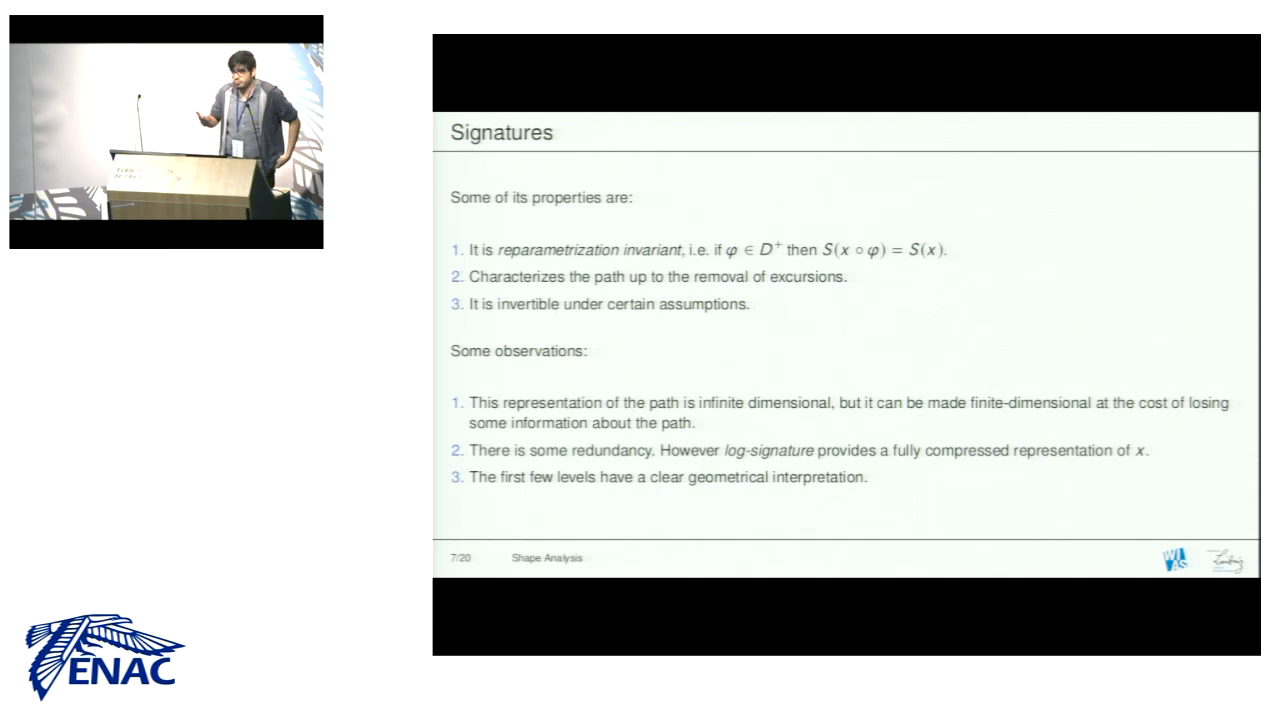 Signatures
Some of its properties are:
1. It is reparametrization invariant, i.e. if φ ∈ D⁺ then S(x ∘ φ) = S(x).
2. Characterizes the path up to the removal of excursions.
3. It is invertible under certain assumptions.
Some observations:
1. This representation of the path is infinite dimensional, but it can be made finite-dimensional at the cost of losing
some information about the path.
2. There is some redundancy. However log-signature provides a fully compressed representation of x.
3. The first few levels have a clear geometrical interpretation.
7/20 Shape Analysis
WIAS
Leibniz
ENAC